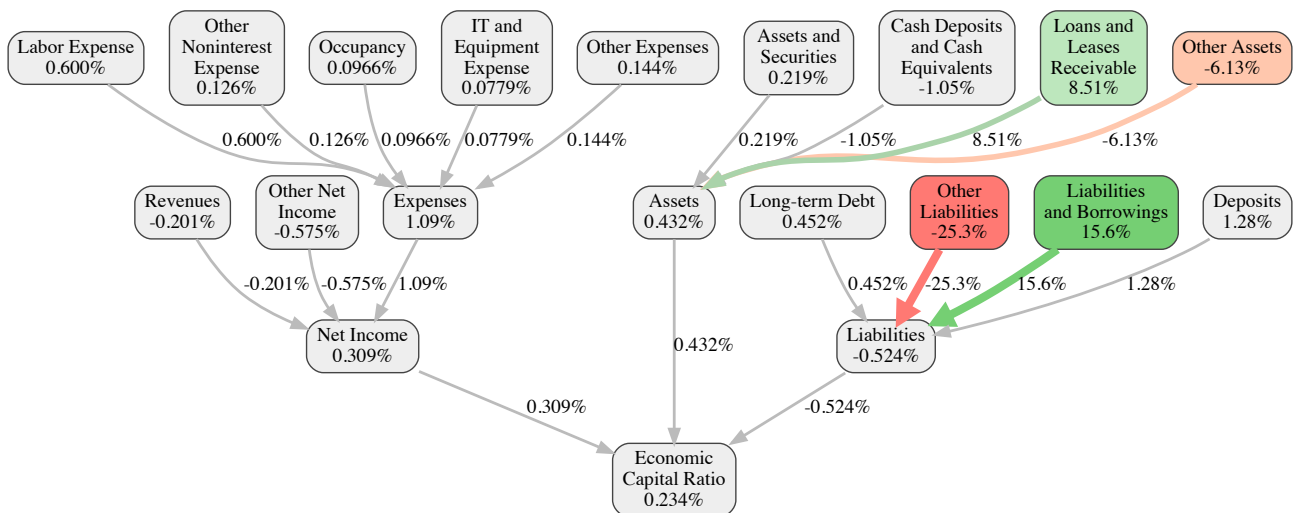 Labor Expense
0.600%
Other
Noninterest
Expense
0.126%
Occupancy
0.0966%
IT and
Equipment
Expense
0.0779%
Other Expenses
0.144%
Assets and
Securities
0.219%
Cash Deposits
and Cash
Equivalents
-1.05%
Loans and
Leases
Receivable
8.51%
Other Assets
-6.13%
0.600%
0.126%
0.0966%
0.0779%
0.144%
0.219%
-1.05%
8.51%
-6.13%
Revenues
-0.201%
Other Net
Income
-0.575%
Expenses
1.09%
Assets
0.432%
Long-term Debt
0.452%
Other
Liabilities
-25.3%
Liabilities
and Borrowings
15.6%
Deposits
1.28%
-0.201%
-0.575%
1.09%
0.452%
-25.3%
15.6%
1.28%
Net Income
0.309%
0.432%
Liabilities
-0.524%
0.309%
-0.524%
Economic
Capital Ratio
0.234%